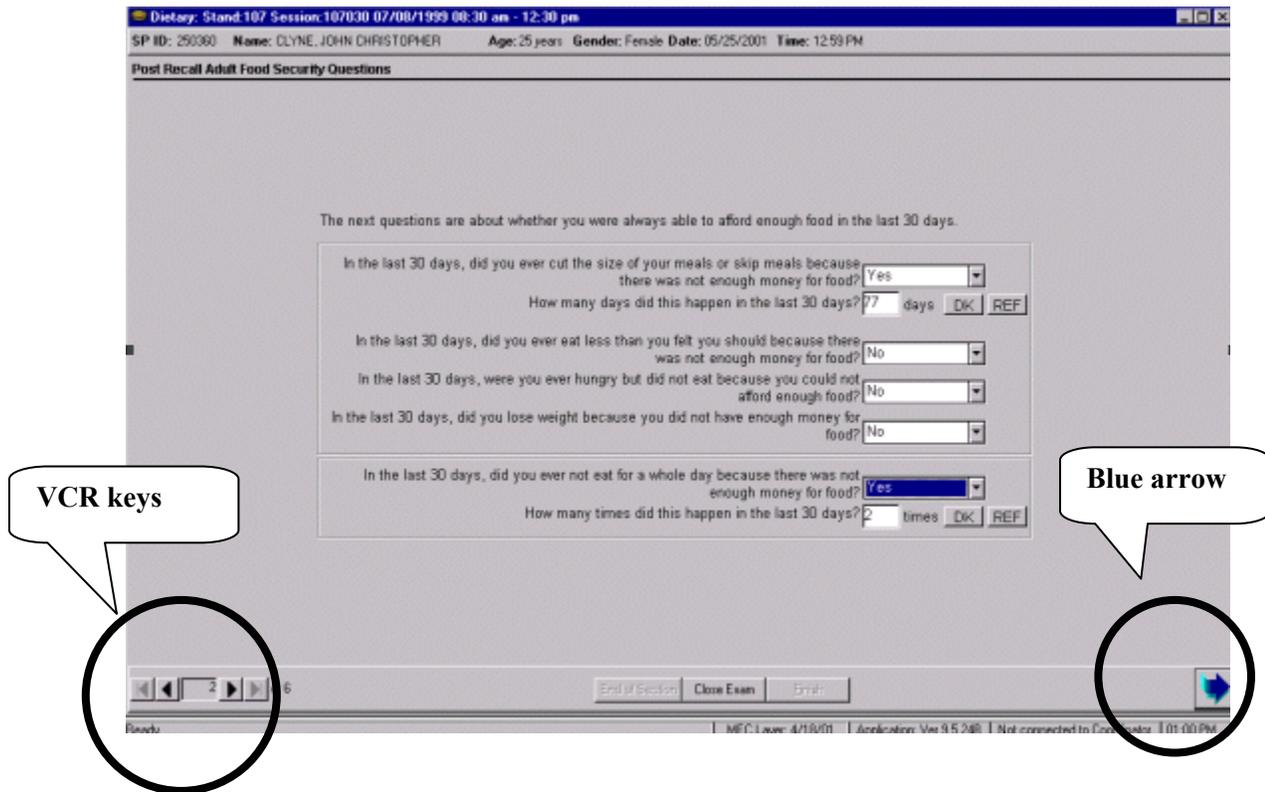 Dietary: Stand:107 Session:107030 07/08/1999 08:30 am - 12:30 pm
SP ID: 250360 Name: CLYNE, JOHN CHRISTOPHER Age: 25 years Gender: Female Date: 05/25/2001 Time: 12:59 PM
Post Recall Adult Food Security Questions
The next questions are about whether you were always able to afford enough food in the last 30 days.
In the last 30 days, did you ever cut the size of your meals or skip meals because
there was not enough money for food? Yes
How many days did this happen in the last 30 days? 77 days DK REF
In the last 30 days, did you ever eat less than you felt you should because there
was not enough money for food? No
In the last 30 days, were you ever hungry but did not eat because you could not
afford enough food? No
In the last 30 days, did you lose weight because you did not have enough money for
food? No
In the last 30 days, did you ever not eat for a whole day because there was not
enough money for food? Yes
How many times did this happen in the last 30 days? 2 times DK REF
VCR keys
Blue arrow
2 6
End of Section Close Exam Finish
Ready MEC Layer: 4/18/01 Application: Ver 9.5.248 Not connected to Coordinator 01:00 PM